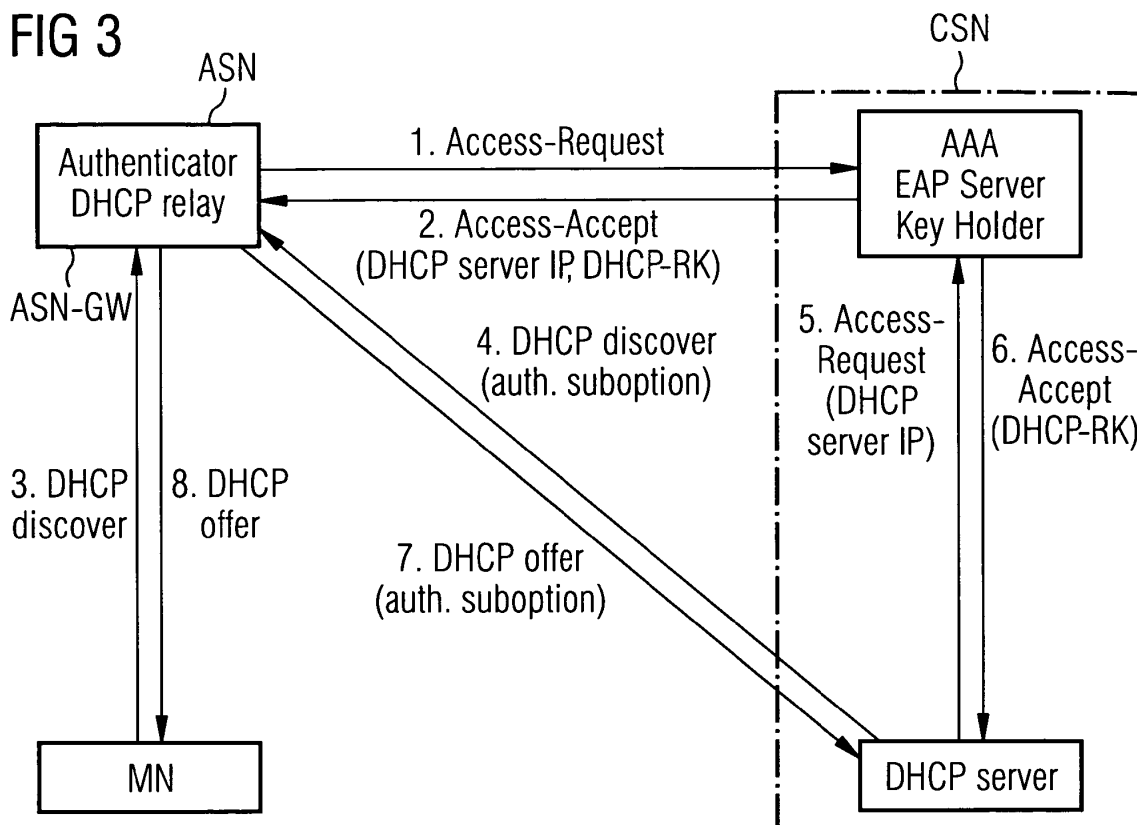 FIG 3
ASN
CSN
Authenticator
DHCP relay
1. Access-Request
AAA
EAP Server
Key Holder
2. Access-Accept
(DHCP server IP, DHCP-RK)
ASN-GW
4. DHCP discover
(auth. suboption)
5. Access-
Request
(DHCP
server IP)
6. Access-
Accept
(DHCP-RK)
3. DHCP
discover
8. DHCP
offer
7. DHCP offer
(auth. suboption)
MN
DHCP server